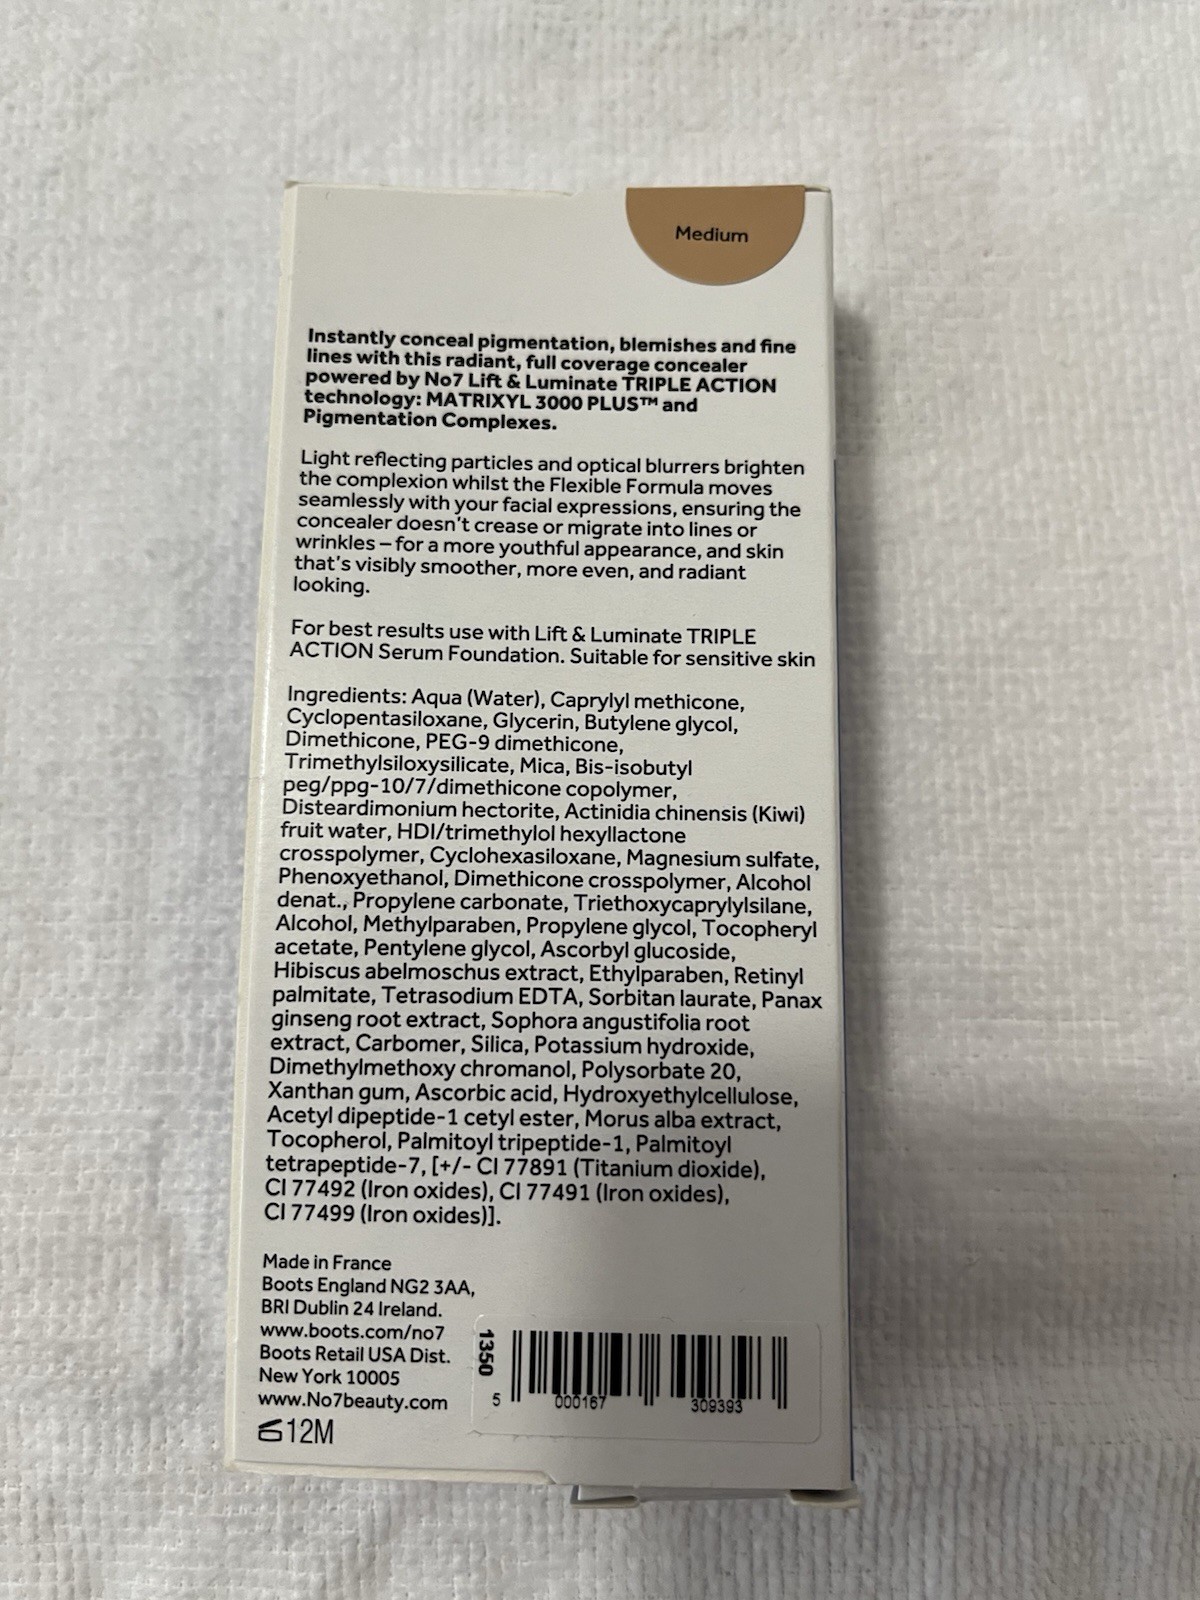 Medium
Instantly conceal pigmentation, blemishes and fine
lines with this radiant, full coverage concealer
powered by No7 Lift & Luminate TRIPLE ACTION
technology: MATRIXYL 3000 PLUS™ and
Pigmentation Complexes.
Light reflecting particles and optical blurrers brighten
the complexion whilst the Flexible Formula moves
seamlessly with your facial expressions, ensuring the
concealer doesn't crease or migrate into lines or
wrinkles – for a more youthful appearance, and skin
that's visibly smoother, more even, and radiant
looking.
For best results use with Lift & Luminate TRIPLE
ACTION Serum Foundation. Suitable for sensitive skin
Ingredients: Aqua (Water), Caprylyl methicone,
Cyclopentasiloxane, Glycerin, Butylene glycol,
Dimethicone, PEG-9 dimethicone,
Trimethylsiloxysilicate, Mica, Bis-isobutyl
peg/ppg-10/7/dimethicone copolymer,
Disteardimonium hectorite, Actinidia chinensis (Kiwi)
fruit water, HDI/trimethylol hexyllactone
crosspolymer, Cyclohexasiloxane, Magnesium sulfate,
Phenoxyethanol, Dimethicone crosspolymer, Alcohol
denat., Propylene carbonate, Triethoxycaprylylsilane,
Alcohol, Methylparaben, Propylene glycol, Tocopheryl
acetate, Pentylene glycol, Ascorbyl glucoside,
Hibiscus abelmoschus extract, Ethylparaben, Retinyl
palmitate, Tetrasodium EDTA, Sorbitan laurate, Panax
ginseng root extract, Sophora angustifolia root
extract, Carbomer, Silica, Potassium hydroxide,
Dimethylmethoxy chromanol, Polysorbate 20,
Xanthan gum, Ascorbic acid, Hydroxyethylcellulose,
Acetyl dipeptide-1 cetyl ester, Morus alba extract,
Tocopherol, Palmitoyl tripeptide-1, Palmitoyl
tetrapeptide-7, [+/- CI 77891 (Titanium dioxide),
CI 77492 (Iron oxides), CI 77491 (Iron oxides),
CI 77499 (Iron oxides)].
Made in France
Boots England NG2 3AA,
BRI Dublin 24 Ireland.
www.boots.com/no7
Boots Retail USA Dist.
New York 10005
www.No7beauty.com
12M
1350
5 000167 309393